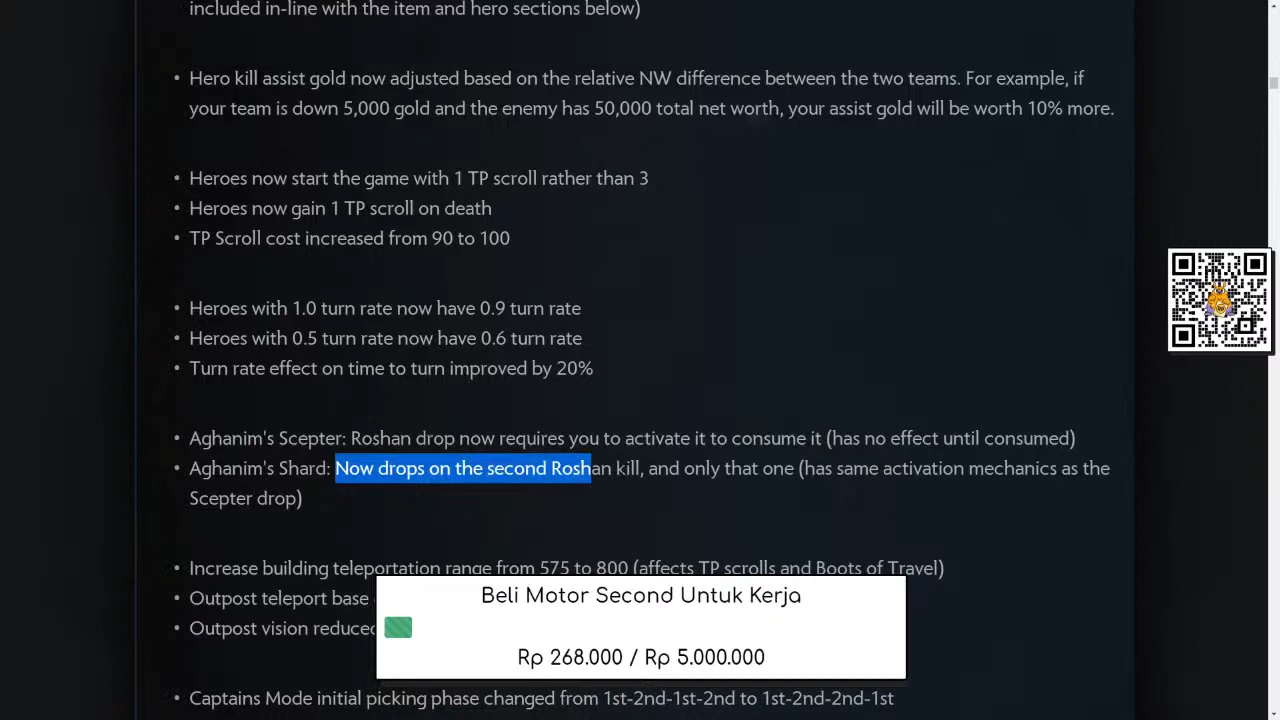 included in-line with the item and hero sections below)
• Hero kill assist gold now adjusted based on the relative NW difference between the two teams. For example, if
your team is down 5,000 gold and the enemy has 50,000 total net worth, your assist gold will be worth 10% more.
• Heroes now start the game with 1 TP scroll rather than 3
• Heroes now gain 1 TP scroll on death
• TP Scroll cost increased from 90 to 100
• Heroes with 1.0 turn rate now have 0.9 turn rate
• Heroes with 0.5 turn rate now have 0.6 turn rate
• Turn rate effect on time to turn improved by 20%
• Aghanim's Scepter: Roshan drop now requires you to activate it to consume it (has no effect until consumed)
• Aghanim's Shard: Now drops on the second Roshan kill, and only that one (has same activation mechanics as the
Scepter drop)
• Increase building teleportation range from 575 to 800 (affects TP scrolls and Boots of Travel)
• Outpost teleport base
• Outpost vision reduced
Beli Motor Second Untuk Kerja
Rp 268.000 / Rp 5.000.000
• Captains Mode initial picking phase changed from 1st-2nd-1st-2nd to 1st-2nd-2nd-1st